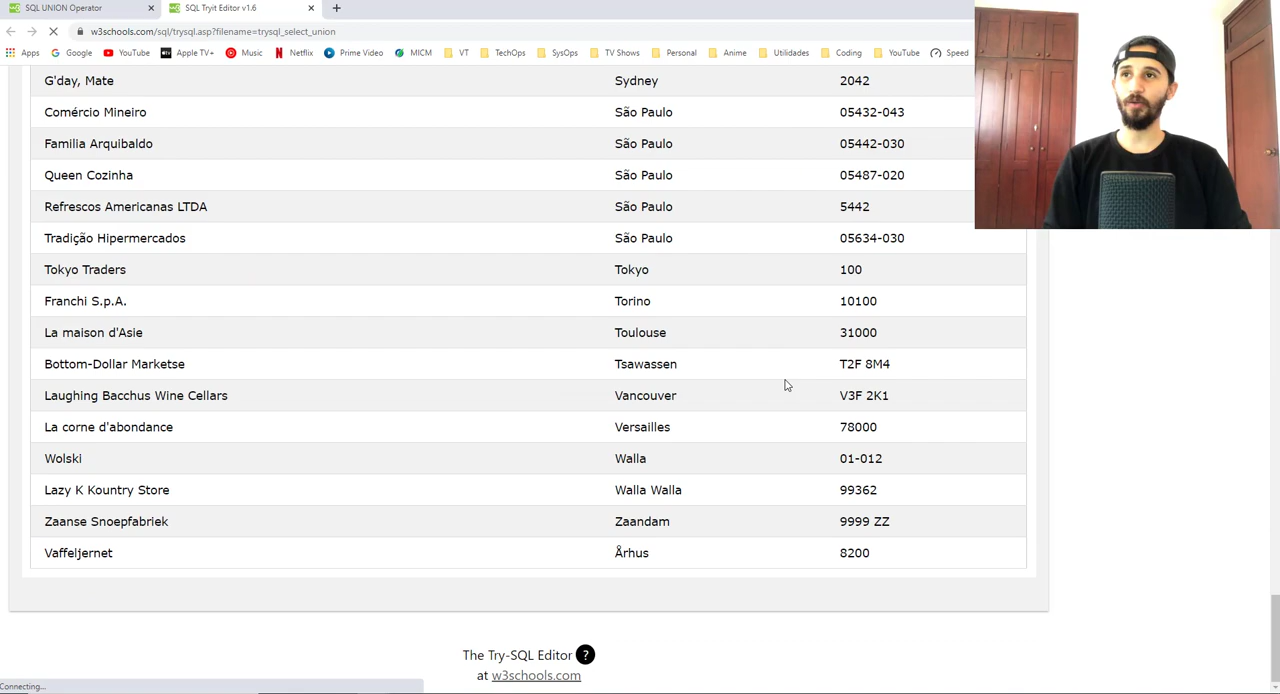 SQL UNION Operator
SQL Tryit Editor v1.6
w3schools.com/sql/trysql.asp?filename=trysql_select_union
Apps Google YouTube Apple TV+ Music Netflix Prime Video MICM VT TechOps SysOps TV Shows Personal Anime Utilidades Coding YouTube Speed
G'day, Mate Sydney 2042
Comércio Mineiro São Paulo 05432-043
Familia Arquibaldo São Paulo 05442-030
Queen Cozinha São Paulo 05487-020
Refrescos Americanas LTDA São Paulo 5442
Tradição Hipermercados São Paulo 05634-030
Tokyo Traders Tokyo 100
Franchi S.p.A. Torino 10100
La maison d'Asie Toulouse 31000
Bottom-Dollar Marketse Tsawassen T2F 8M4
Laughing Bacchus Wine Cellars Vancouver V3F 2K1
La corne d'abondance Versailles 78000
Wolski Walla 01-012
Lazy K Kountry Store Walla Walla 99362
Zaanse Snoepfabriek Zaandam 9999 ZZ
Vaffeljernet Århus 8200
The Try-SQL Editor ?
at w3schools.com
Connecting...